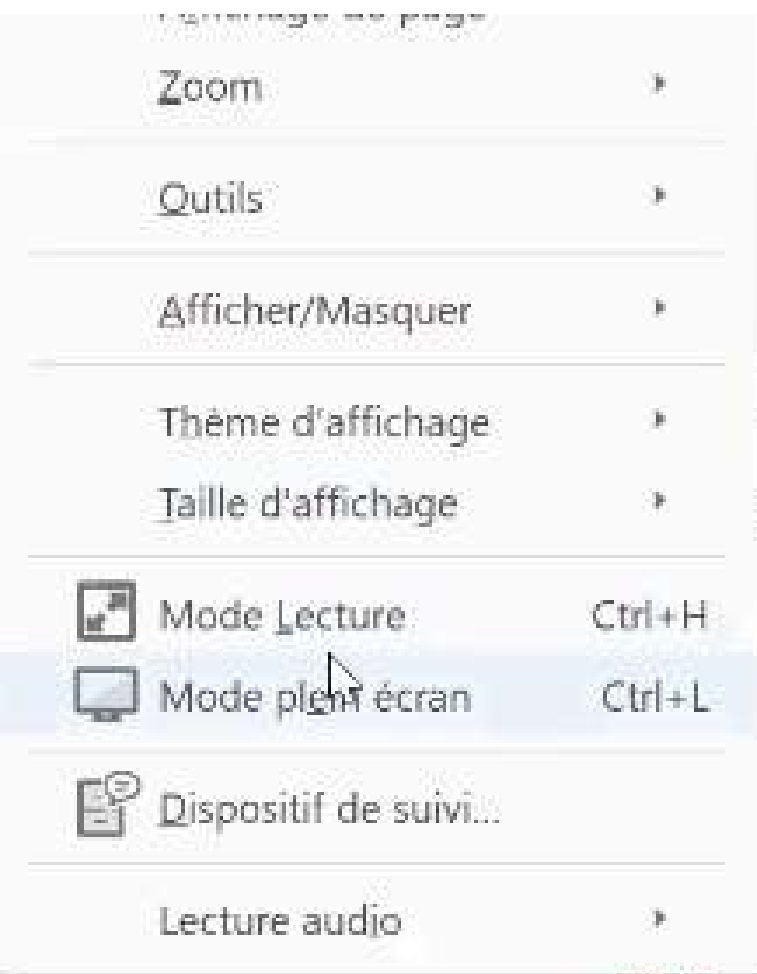 Zoom
Outils
Afficher/Masquer
Thème d'affichage
Taille d'affichage
Mode Lecture Ctrl+H
Mode plein écran Ctrl+L
Dispositif de suivi...
Lecture audio